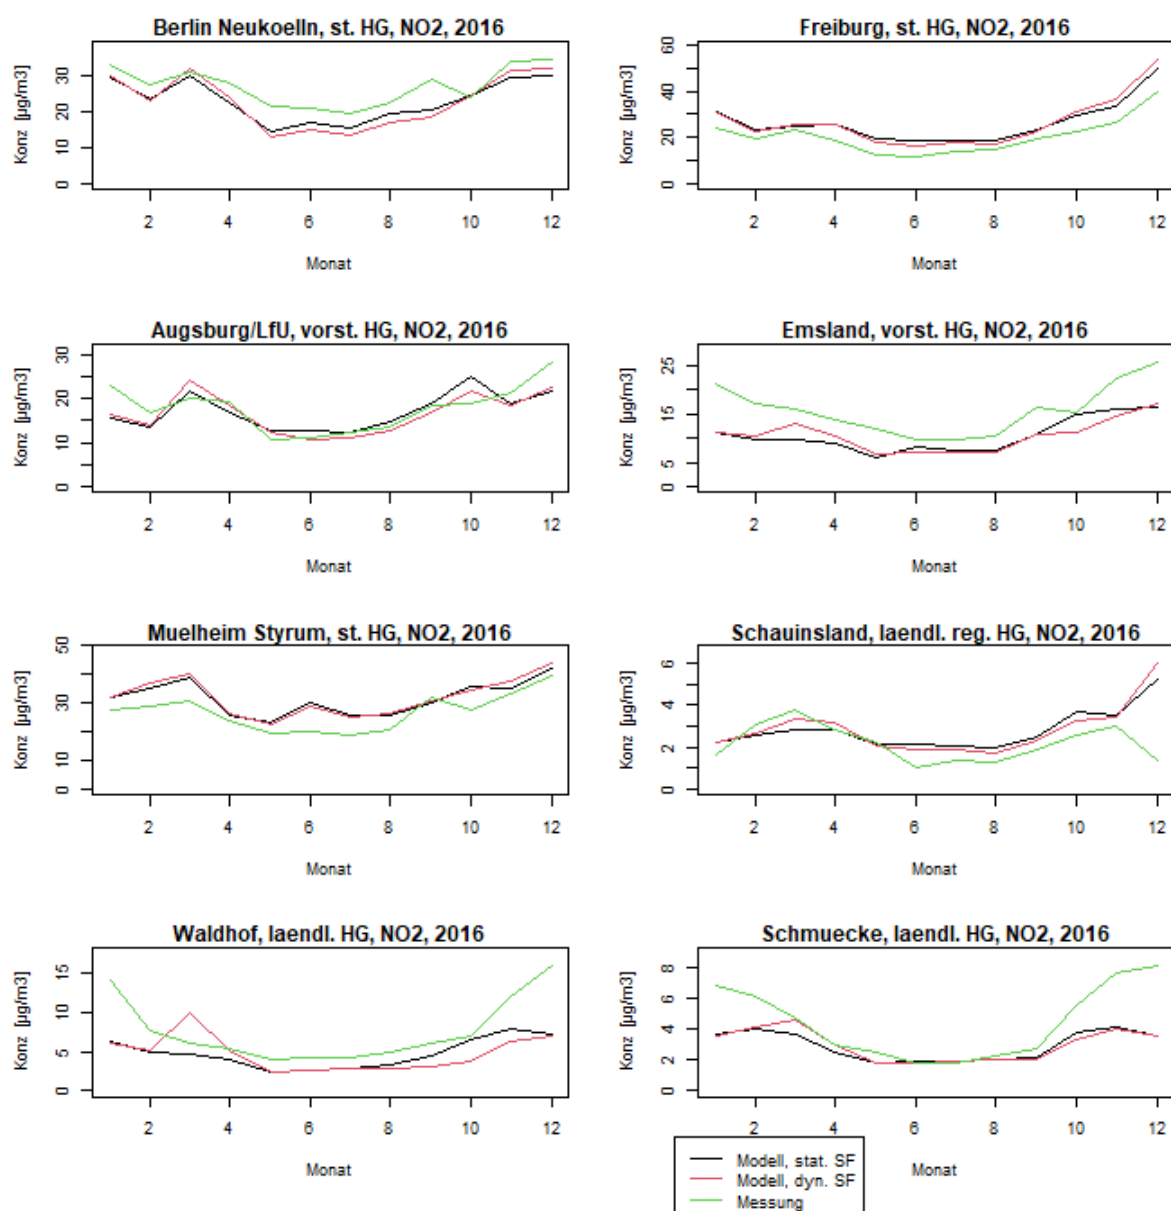 Berlin Neukoelln, st. HG, NO2, 2016
Konz [µg/m3]
30
20
10
0
2 4 6 8 10 12
Monat
Freiburg, st. HG, NO2, 2016
Konz [µg/m3]
60
40
20
0
2 4 6 8 10 12
Monat
Augsburg/LfU, vorst. HG, NO2, 2016
Konz [µg/m3]
30
20
10
0
2 4 6 8 10 12
Monat
Emsland, vorst. HG, NO2, 2016
Konz [µg/m3]
25
15
5
0
2 4 6 8 10 12
Monat
Muelheim Styrum, st. HG, NO2, 2016
Konz [µg/m3]
50
30
10
0
2 4 6 8 10 12
Monat
Schauinsland, laendl. reg. HG, NO2, 2016
Konz [µg/m3]
6
4
2
0
2 4 6 8 10 12
Monat
Waldhof, laendl. HG, NO2, 2016
Konz [µg/m3]
15
10
5
0
2 4 6 8 10 12
Monat
Schmuecke, laendl. HG, NO2, 2016
Konz [µg/m3]
8
6
4
2
0
2 4 6 8 10 12
Monat
Modell, stat. SF
Modell, dyn. SF
Messung